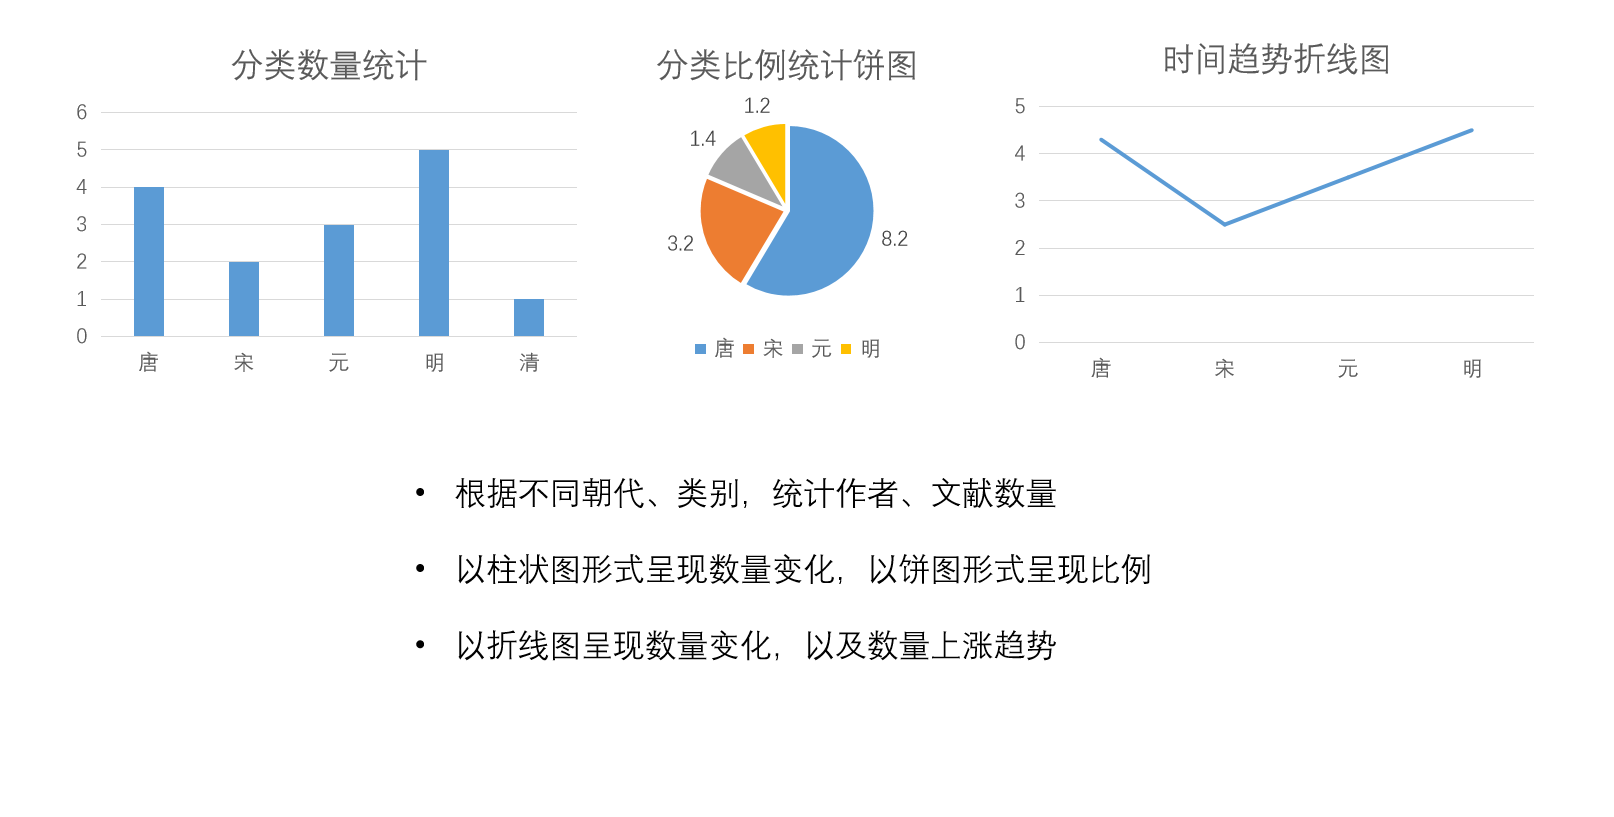 分类数量统计
6
5
4
3
2
1
0
唐 宋 元 明 清
分类比例统计饼图
1.2
1.4
3.2
8.2
唐 宋 元 明
时间趋势折线图
5
4
3
2
1
0
唐 宋 元 明
• 根据不同朝代、类别，统计作者、文献数量
• 以柱状图形式呈现数量变化，以饼图形式呈现比例
• 以折线图呈现数量变化，以及数量上涨趋势